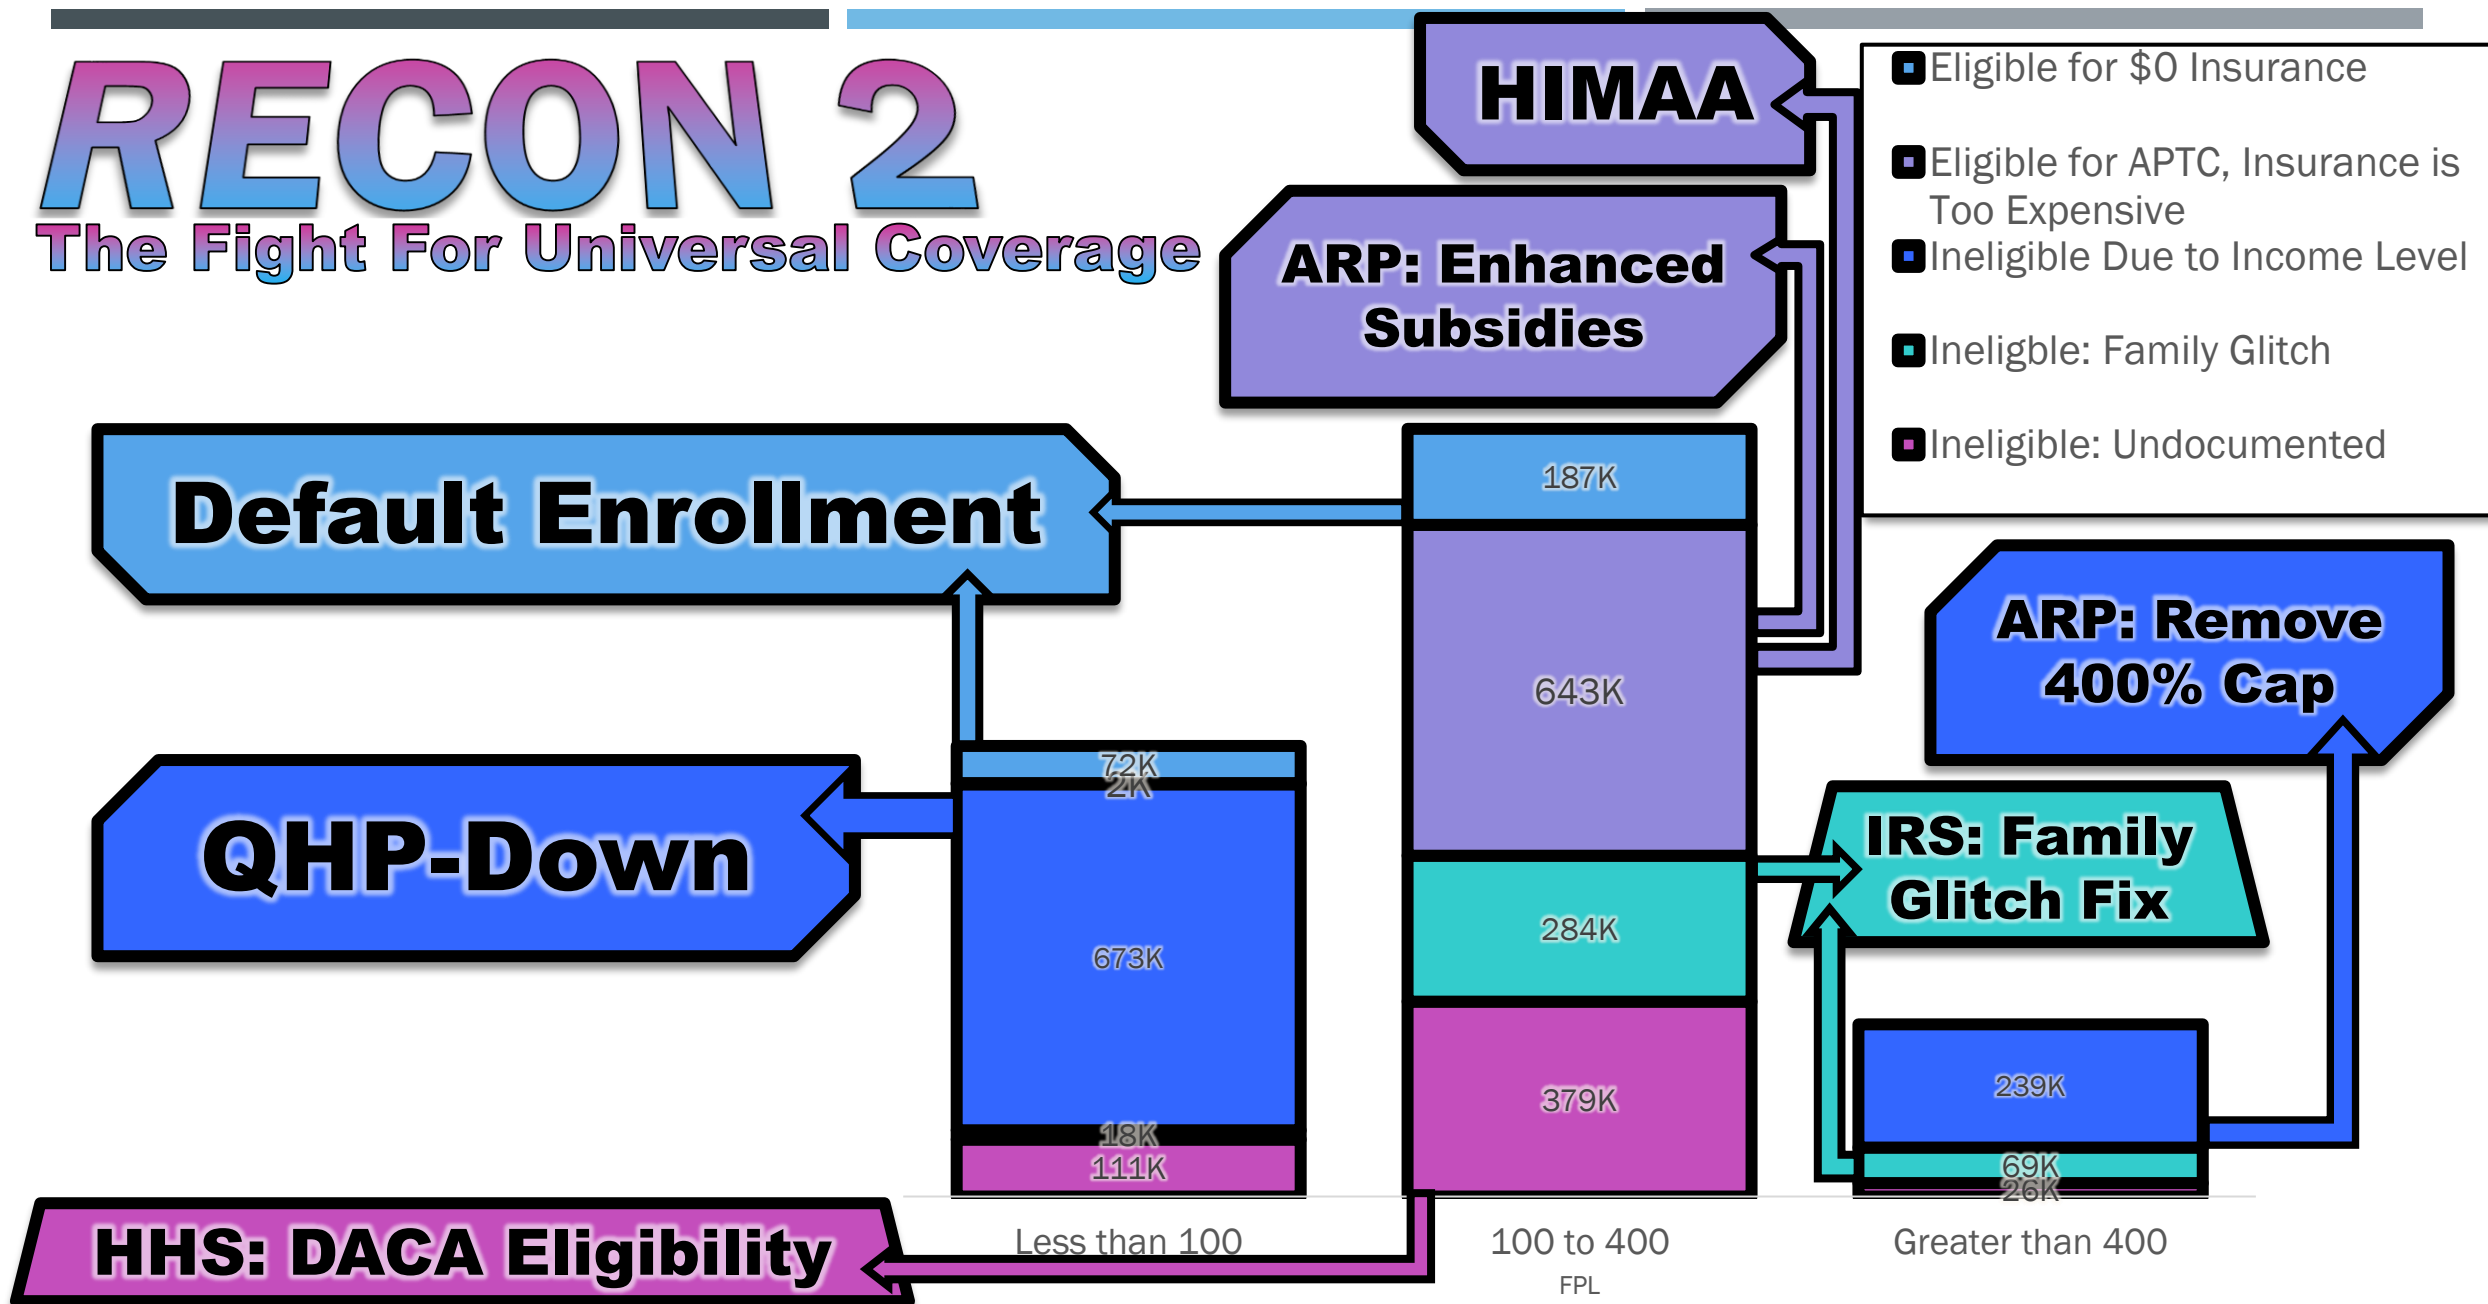 RECON 2
The Fight For Universal Coverage
HIMAA
ARP: Enhanced
Subsidies
Eligible for $0 Insurance
Eligible for APTC, Insurance is
Too Expensive
Ineligible Due to Income Level
Ineligble: Family Glitch
Ineligible: Undocumented
Default Enrollment
QHP-Down
ARP: Remove
400% Cap
IRS: Family
Glitch Fix
HHS: DACA Eligibility
72K
2K
673K
18K
111K
187K
643K
284K
379K
239K
69K
26K
Less than 100
100 to 400
Greater than 400
FPL